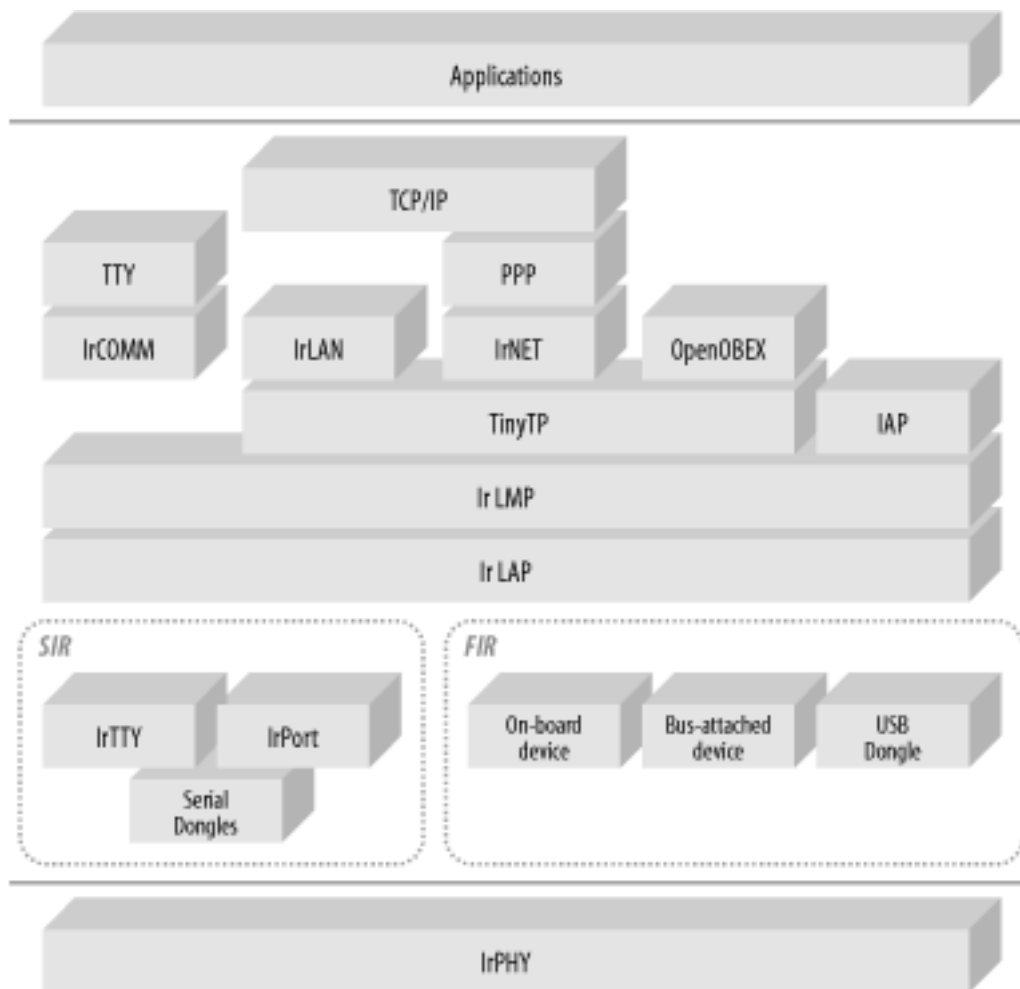 Applications
TCP/IP
TTY
PPP
IrCOMM
IrLAN
IrNET
OpenOBEX
TinyTP
IAP
Ir LMP
Ir LAP
SIR
FIR
IrTTY
IrPort
On-board
device
Bus-attached
device
USB
Dongle
Serial
Dongles
IrPHY